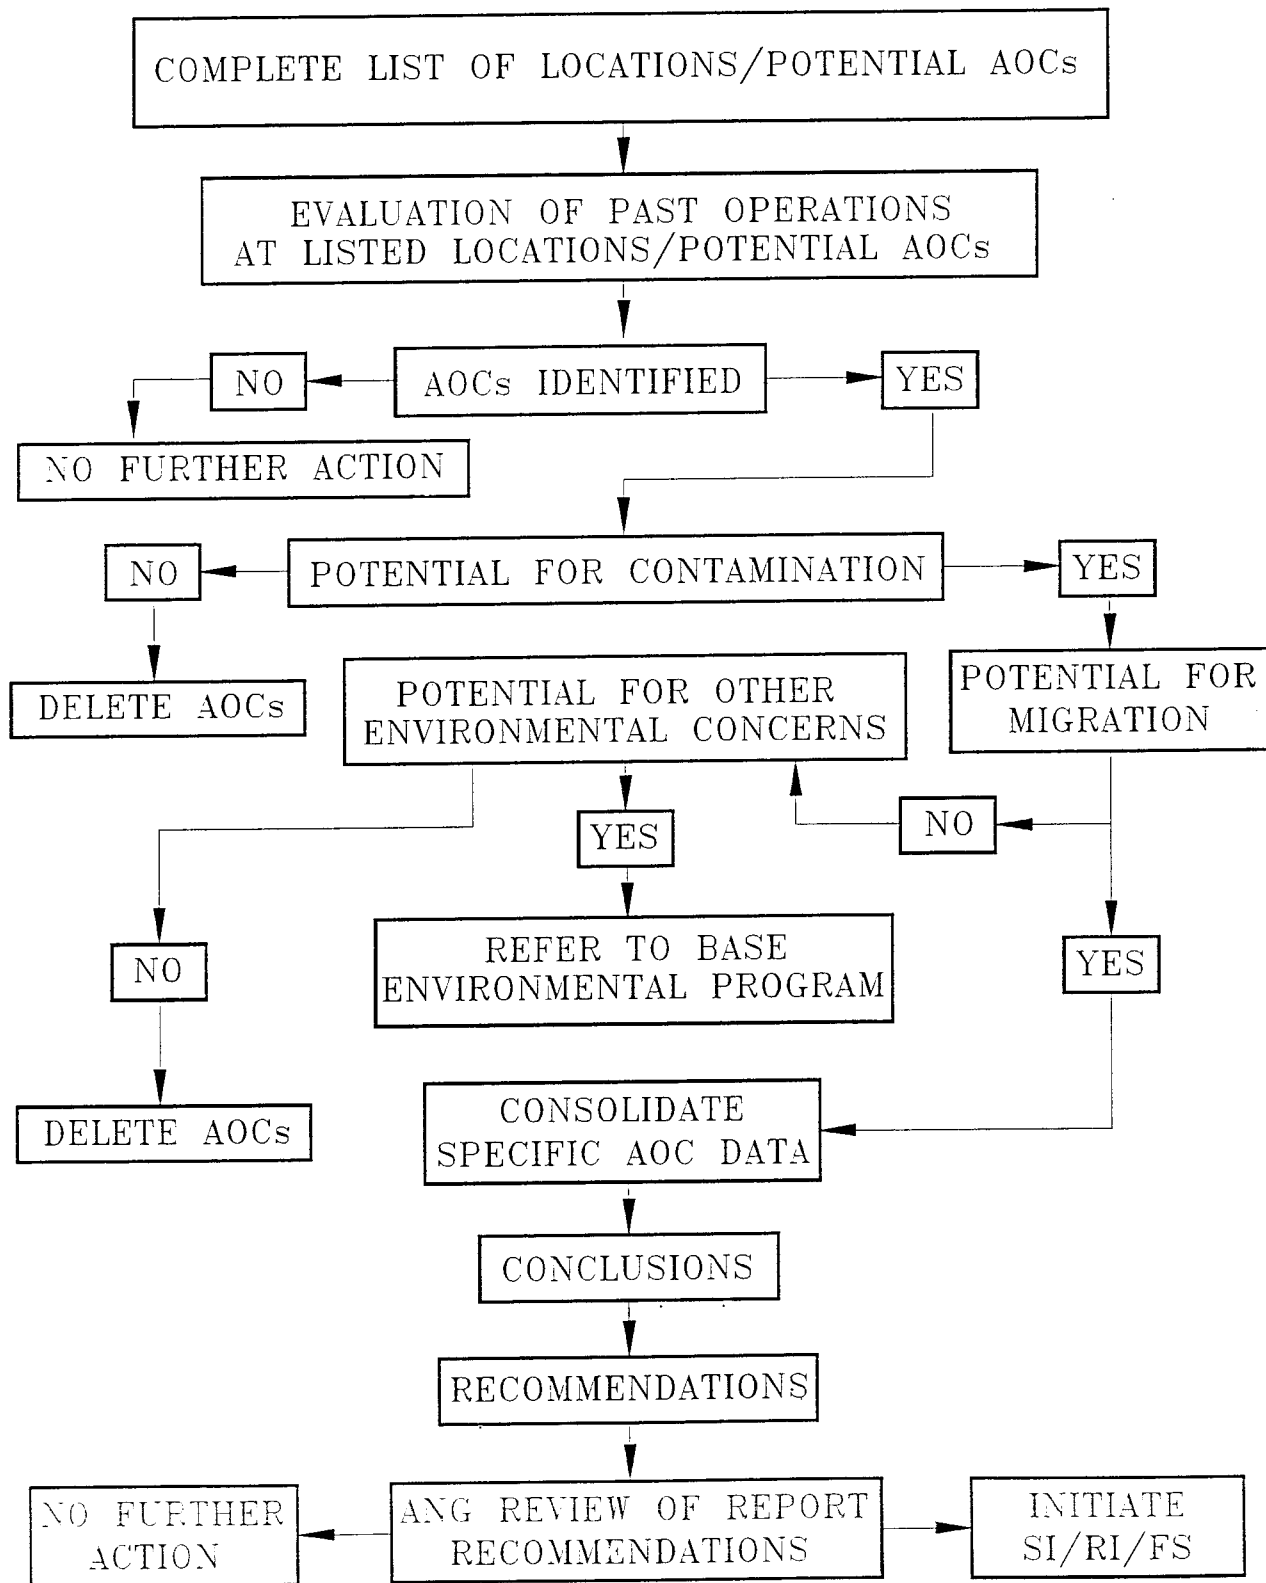 COMPLETE LIST OF LOCATIONS/POTENTIAL AOCs
EVALUATION OF PAST OPERATIONS
AT LISTED LOCATIONS/POTENTIAL AOCs
NO
AOCs IDENTIFIED
YES
NO FURTHER ACTION
NO
POTENTIAL FOR CONTAMINATION
YES
DELETE AOCs
POTENTIAL FOR OTHER
ENVIRONMENTAL CONCERNS
POTENTIAL FOR
MIGRATION
YES
NO
NO
REFER TO BASE
ENVIRONMENTAL PROGRAM
YES
DELETE AOCs
CONSOLIDATE
SPECIFIC AOC DATA
CONCLUSIONS
RECOMMENDATIONS
NO FURTHER
ACTION
ANG REVIEW OF REPORT
RECOMMENDATIONS
INITIATE
SI/RI/FS